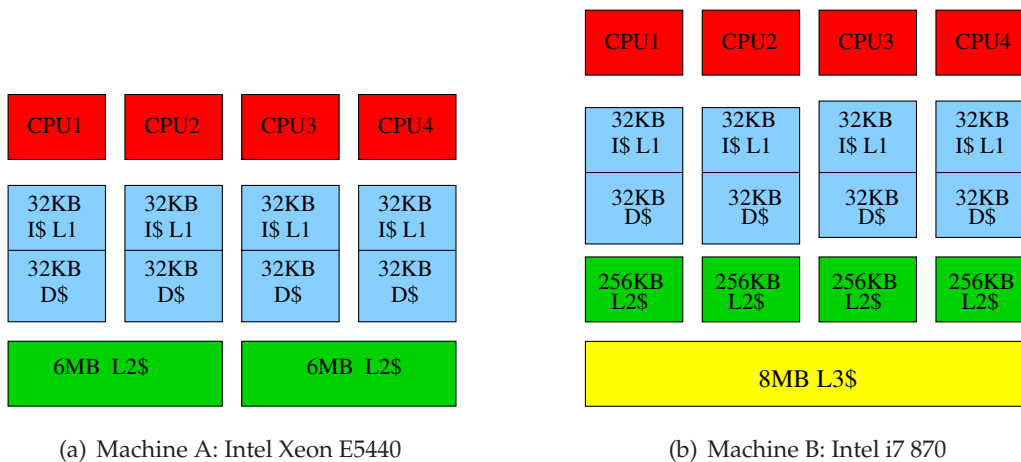 CPU1 CPU2 CPU3 CPU4
32KB 32KB 32KB 32KB
I$ L1 I$ L1 I$ L1 I$ L1
32KB 32KB 32KB 32KB
D$ D$ D$ D$
6MB L2$ 6MB L2$
(a) Machine A: Intel Xeon E5440
CPU1 CPU2 CPU3 CPU4
32KB 32KB 32KB 32KB
I$ L1 I$ L1 I$ L1 I$ L1
32KB 32KB 32KB 32KB
D$ D$ D$ D$
256KB 256KB 256KB 256KB
L2$ L2$ L2$ L2$
8MB L3$
(b) Machine B: Intel i7 870